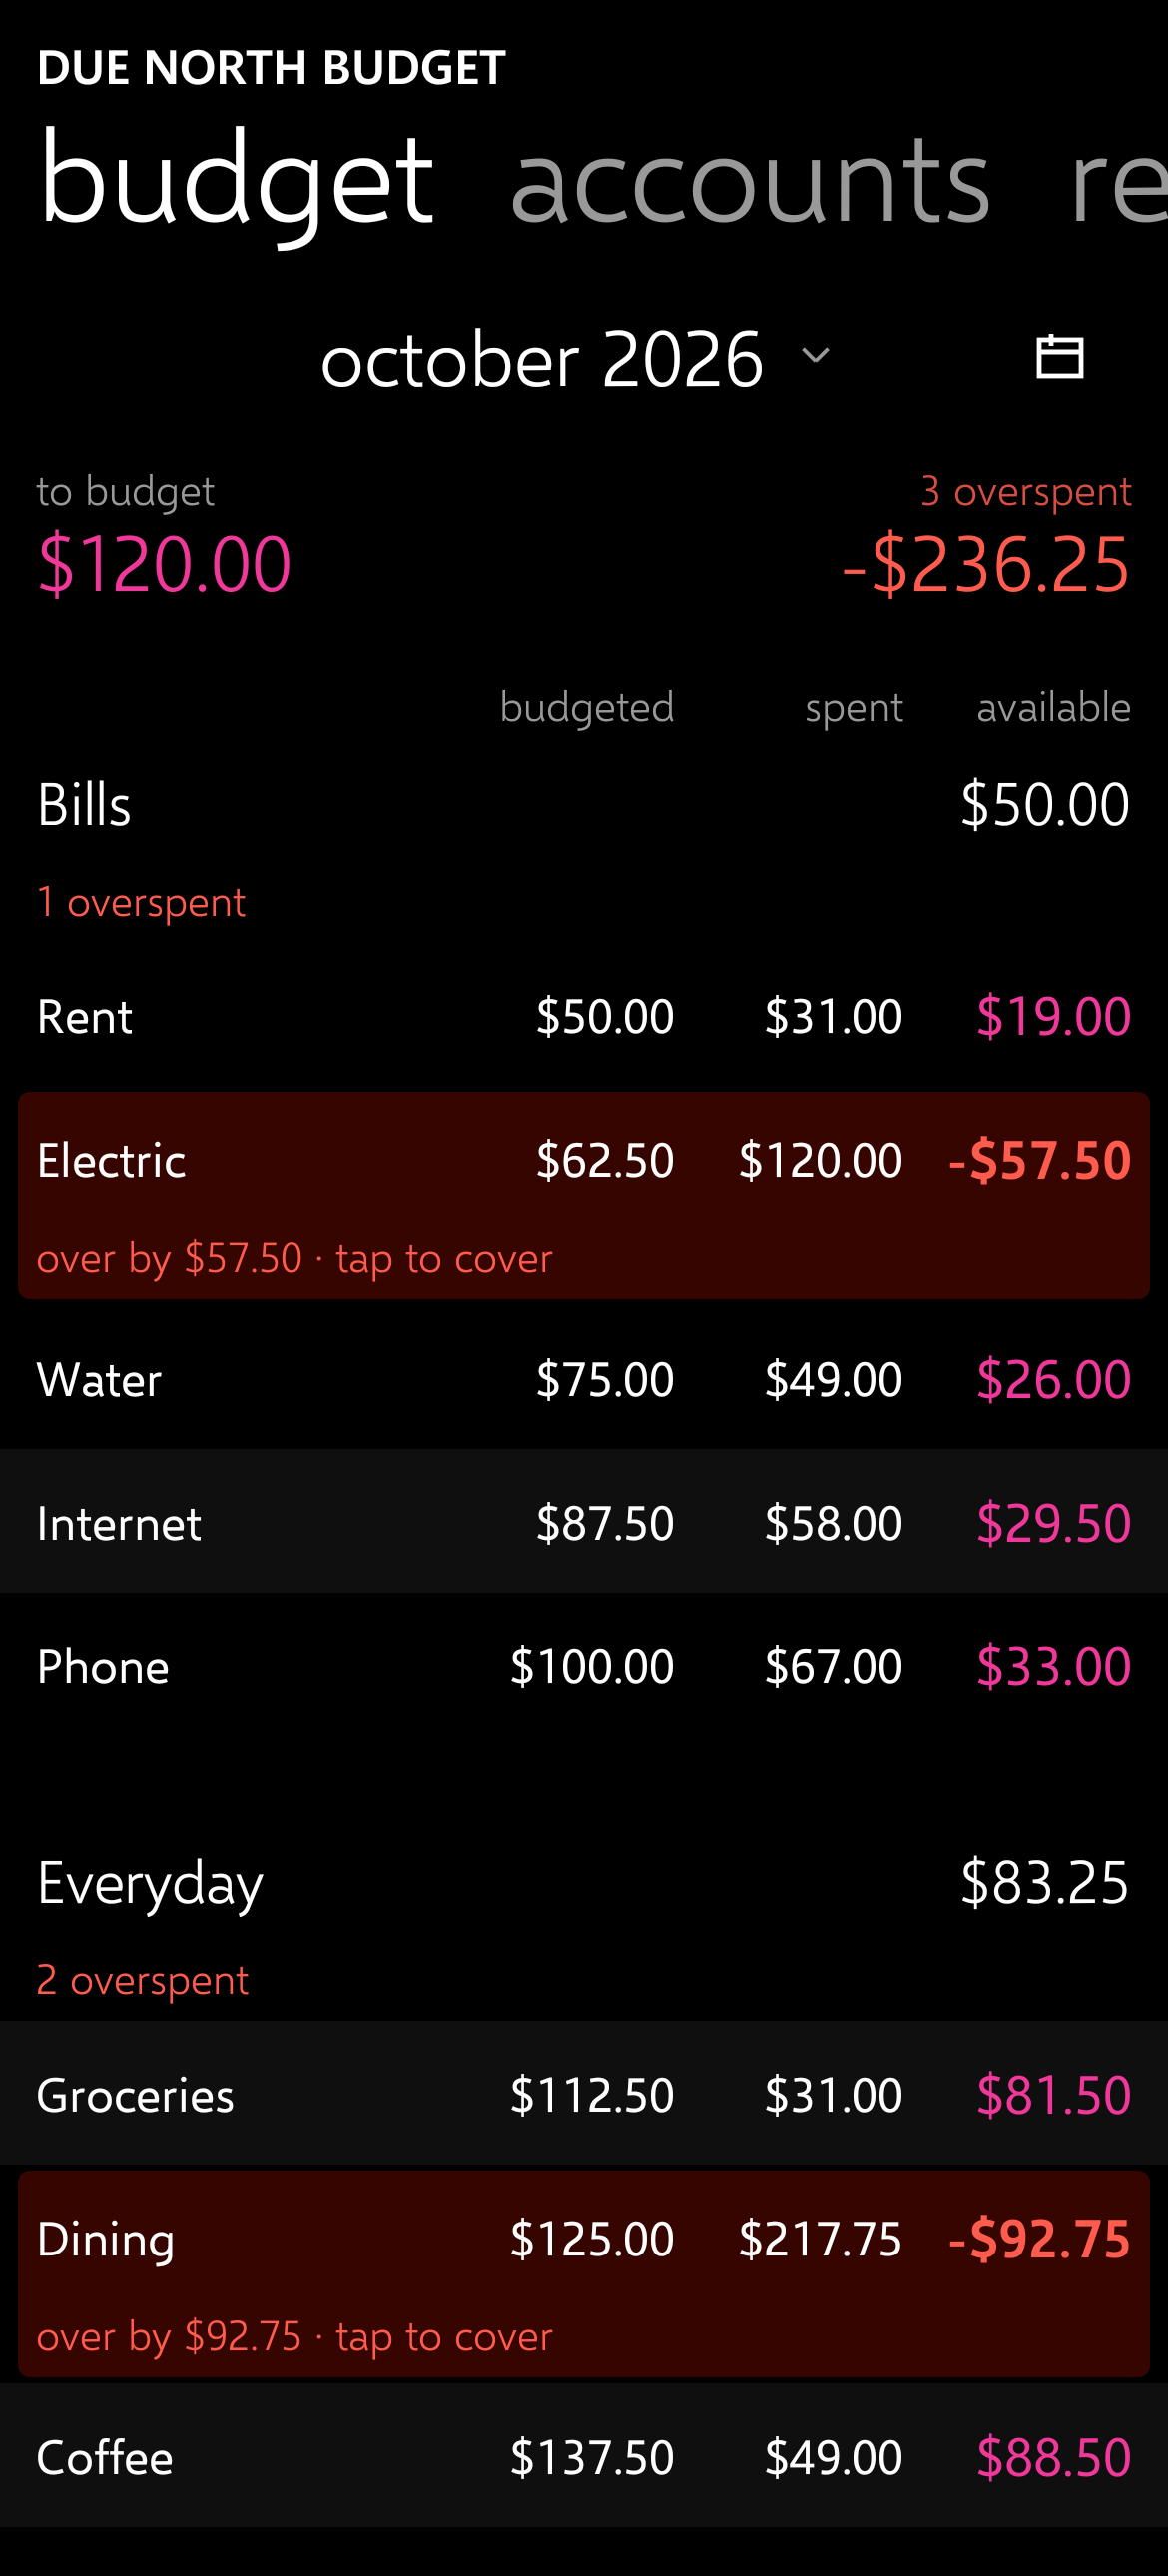 DUE NORTH BUDGET
budget accounts re
october 2026
to budget 3 overspent
$120.00 -$236.25
budgeted spent available
Bills $50.00
1 overspent
Rent $50.00 $31.00 $19.00
Electric $62.50 $120.00 -$57.50
over by $57.50 · tap to cover
Water $75.00 $49.00 $26.00
Internet $87.50 $58.00 $29.50
Phone $100.00 $67.00 $33.00
Everyday $83.25
2 overspent
Groceries $112.50 $31.00 $81.50
Dining $125.00 $217.75 -$92.75
over by $92.75 · tap to cover
Coffee $137.50 $49.00 $88.50